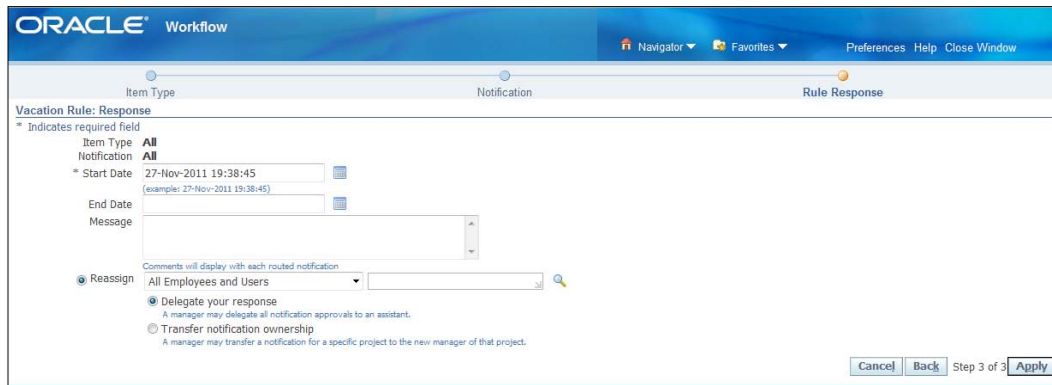 ORACLE Workflow
Navigator Favorites Preferences Help Close Window
Item Type Notification Rule Response
Vacation Rule: Response
* Indicates required field
Item Type All
Notification All
* Start Date 27-Nov-2011 19:38:45
(example: 27-Nov-2011 19:38:45)
End Date
Message
Comments will display with each routed notification
Reassign All Employees and Users
Delegate your response
A manager may delegate all notification approvals to an assistant.
Transfer notification ownership
A manager may transfer a notification for a specific project to the new manager of that project.
Cancel Back Step 3 of 3 Apply